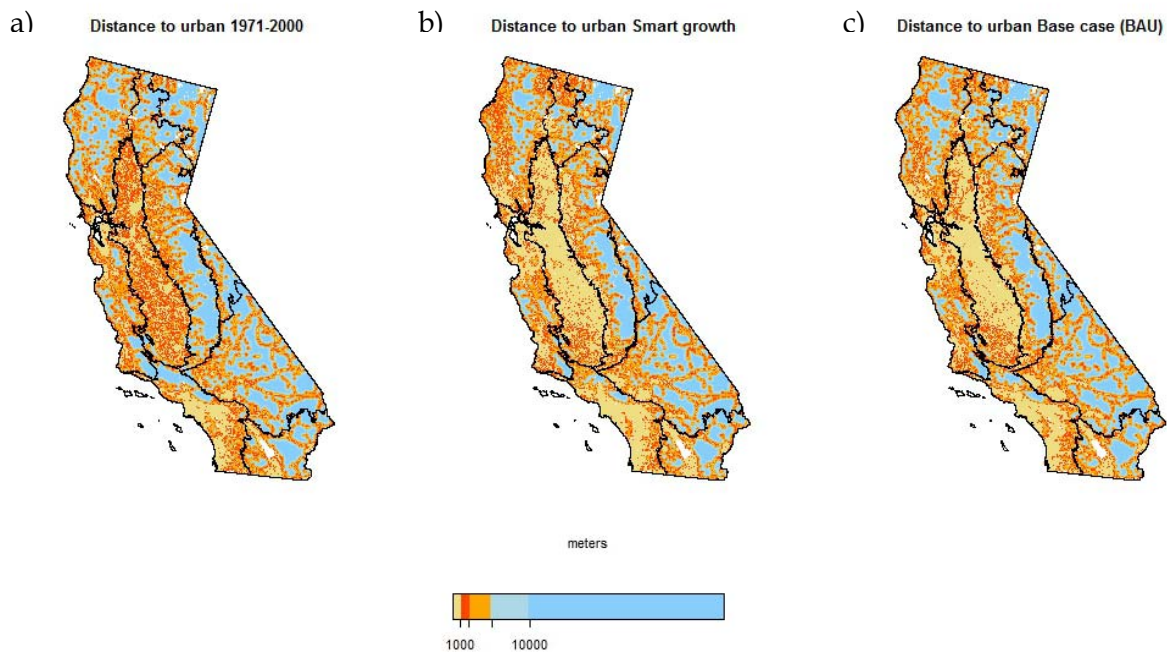 a) Distance to urban 1971-2000
b) Distance to urban Smart growth
c) Distance to urban Base case (BAU)
meters
1000 10000